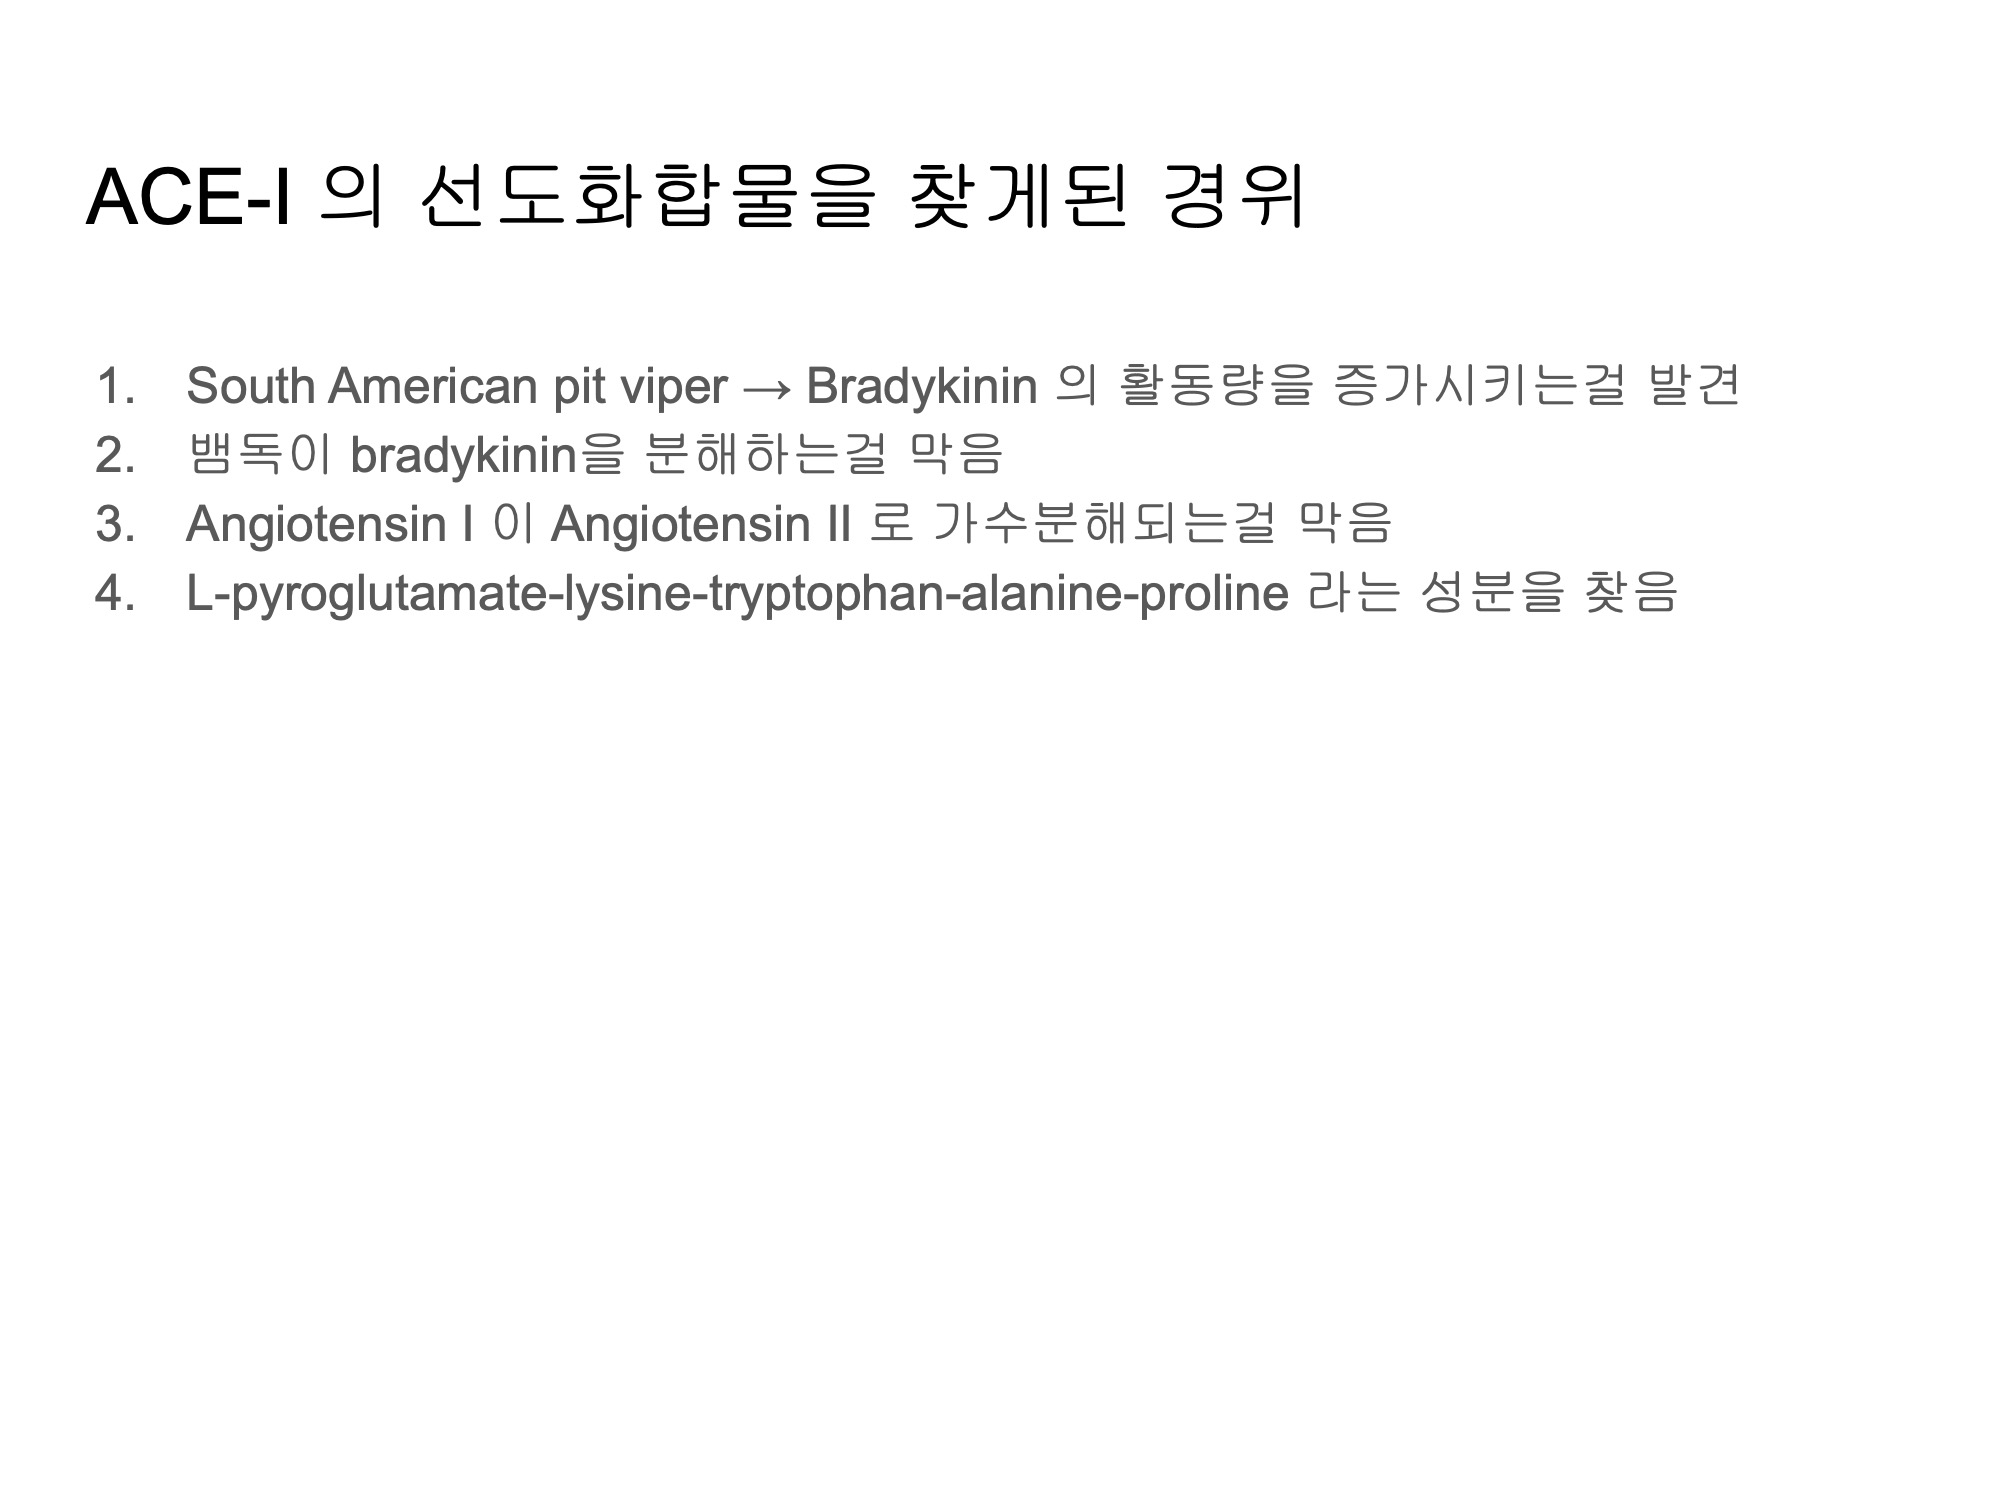 ACE-I 의 선도화합물을 찾게된 경위
1. South American pit viper → Bradykinin 의 활동량을 증가시키는걸 발견
2. 뱀독이 bradykinin을 분해하는걸 막음
3. Angiotensin I 이 Angiotensin II 로 가수분해되는걸 막음
4. L-pyroglutamate-lysine-tryptophan-alanine-proline 라는 성분을 찾음